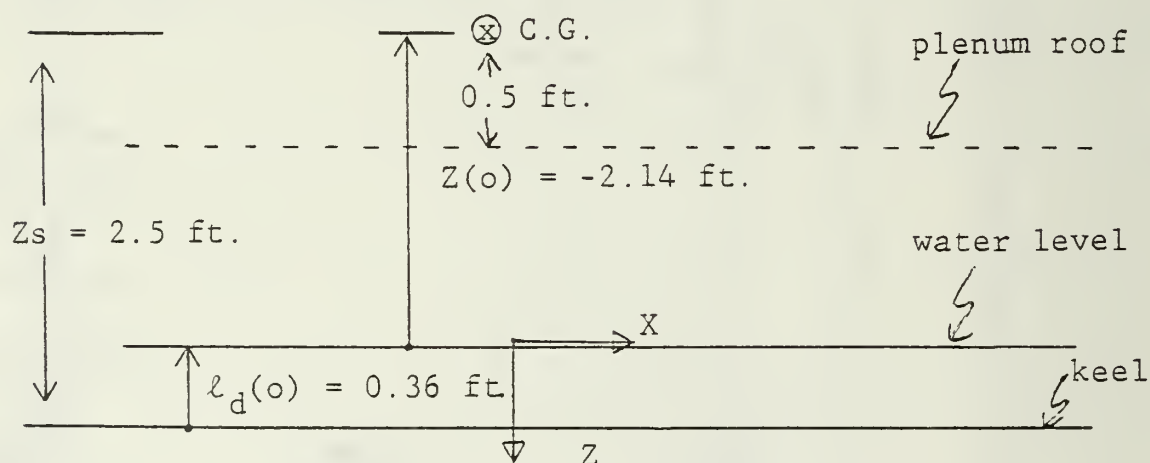 C.G.
plenum roof
0.5 ft.
Z(o) = -2.14 ft.
Zs = 2.5 ft.
water level
X
ℓd(o) = 0.36 ft.
keel
Z